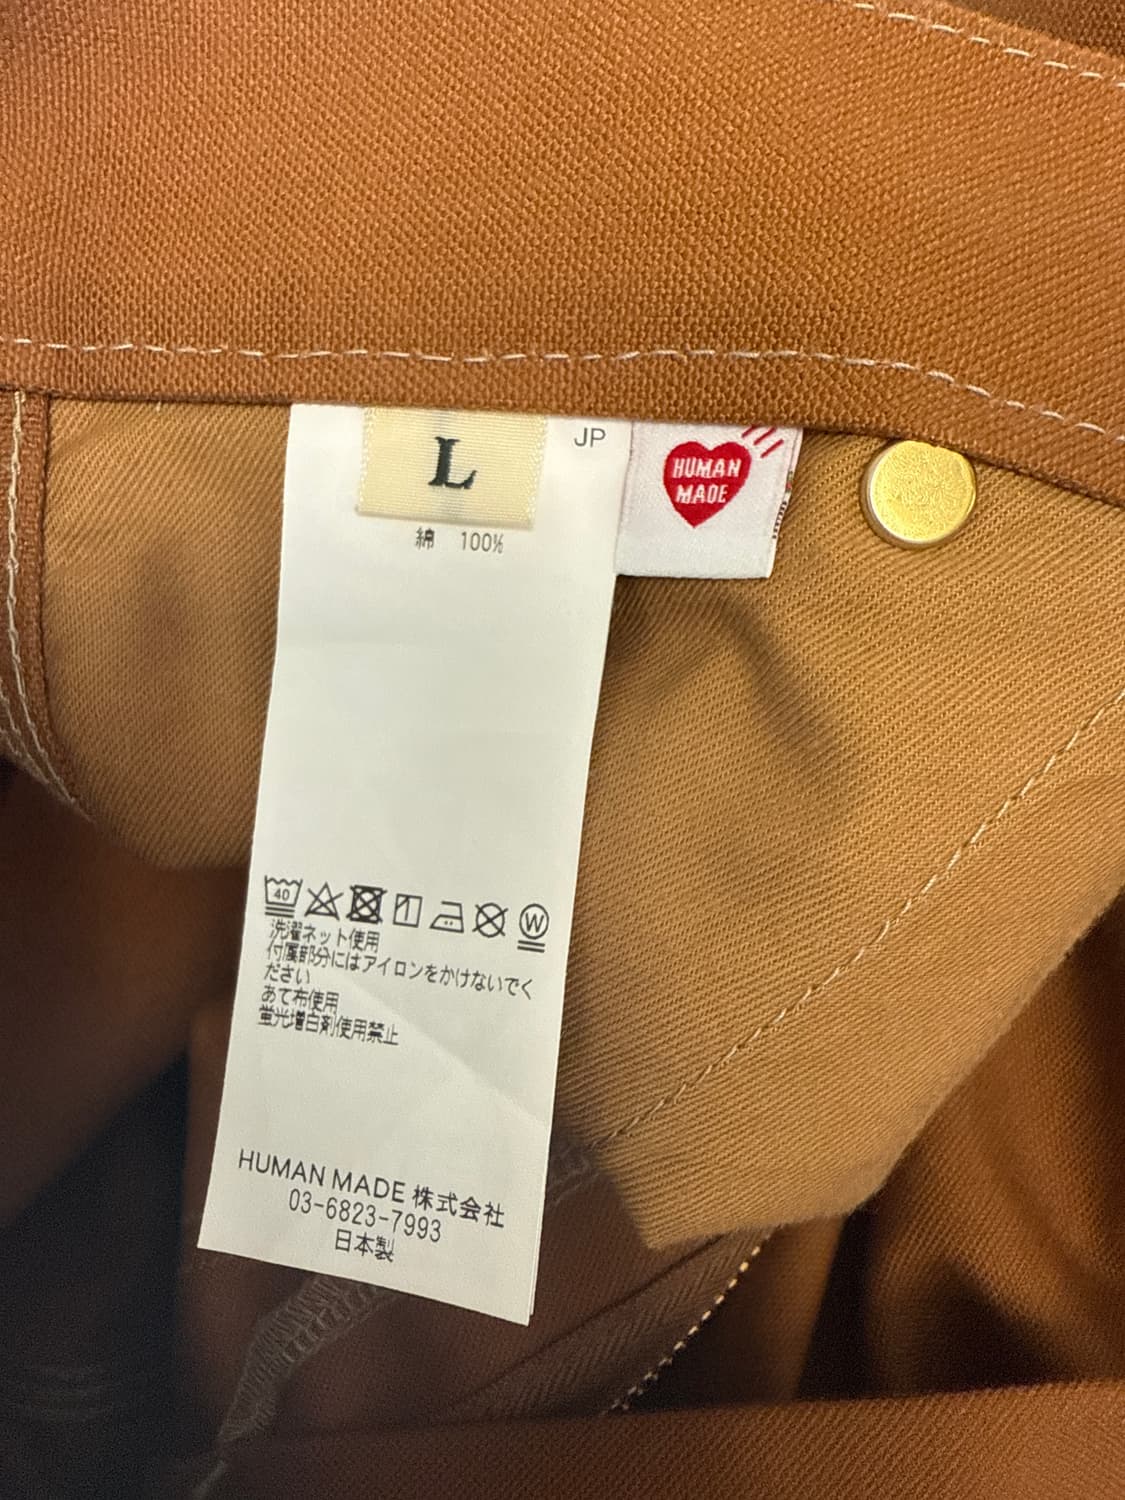 L
JP
綿 100%
HUMAN
MADE
40
W
洗濯ネット使用
付属部分にはアイロンをかけないでく
ださい
あて布使用
蛍光増白剤使用禁止
HUMAN MADE 株式会社
03-6823-7993
日本製